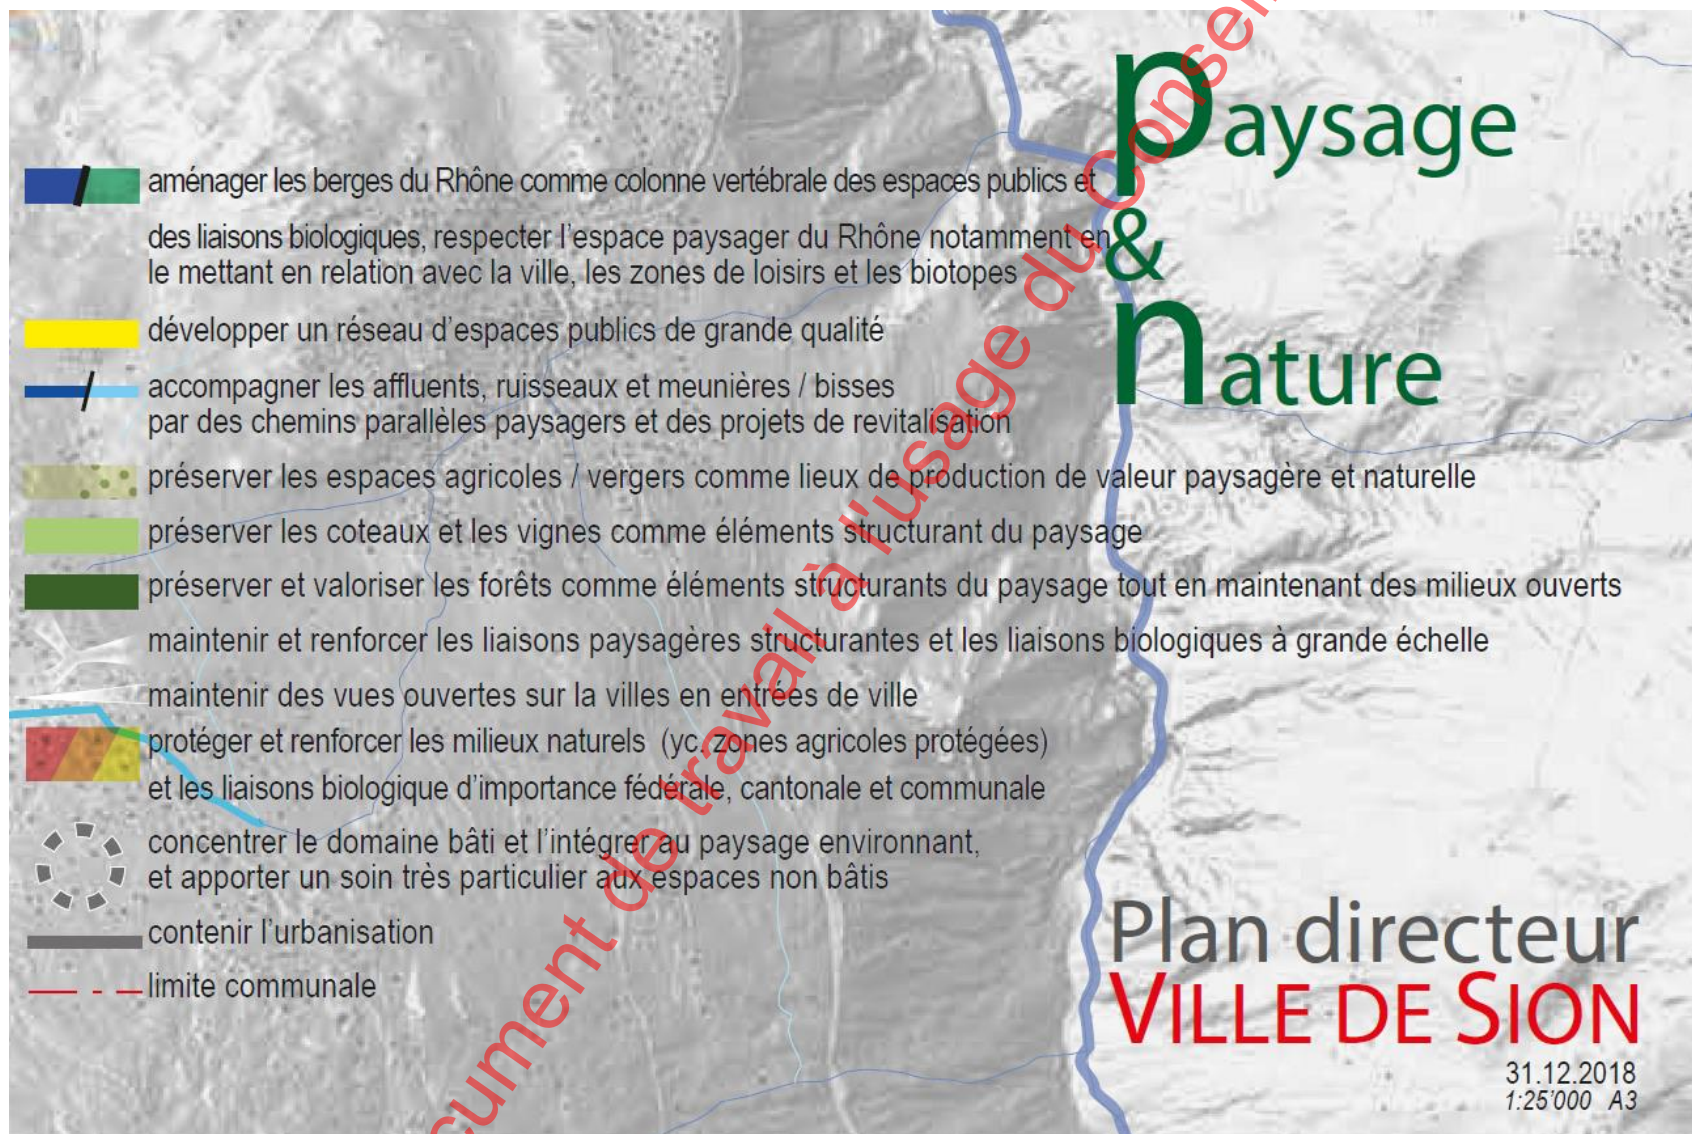 Paysage
&
Nature
aménager les berges du Rhône comme colonne vertébrale des espaces publics et
des liaisons biologiques, respecter l'espace paysager du Rhône notamment en
le mettant en relation avec la ville, les zones de loisirs et les biotopes
développer un réseau d'espaces publics de grande qualité
accompagner les affluents, ruisseaux et meunières / bisses
par des chemins parallèles paysagers et des projets de revitalisation
préserver les espaces agricoles / vergers comme lieux de production de valeur paysagère et naturelle
préserver les coteaux et les vignes comme éléments structurant du paysage
préserver et valoriser les forêts comme éléments structurants du paysage tout en maintenant des milieux ouverts
maintenir et renforcer les liaisons paysagères structurantes et les liaisons biologiques à grande échelle
maintenir des vues ouvertes sur la villes en entrées de ville
protéger et renforcer les milieux naturels (yc. zones agricoles protégées)
et les liaisons biologique d'importance fédérale, cantonale et communale
concentrer le domaine bâti et l'intégrer au paysage environnant,
et apporter un soin très particulier aux espaces non bâtis
contenir l'urbanisation
limite communale
Plan directeur
VILLE DE SION
31.12.2018
1:25'000 A3
cument de travail à l'usage du Conseil